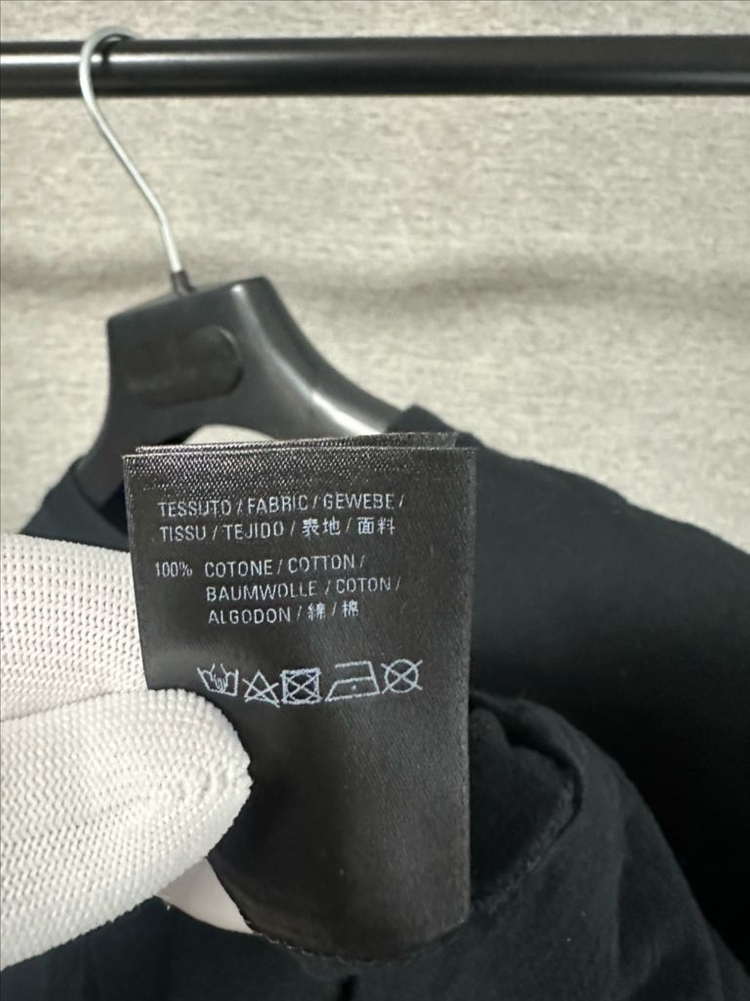 TESSUTO / FABRIC / GEWEBE /
TISSU / TEJIDO / 表地 / 面料
100% COTONE / COTTON /
BAUMWOLLE / COTON /
ALGODON / 綿 / 棉